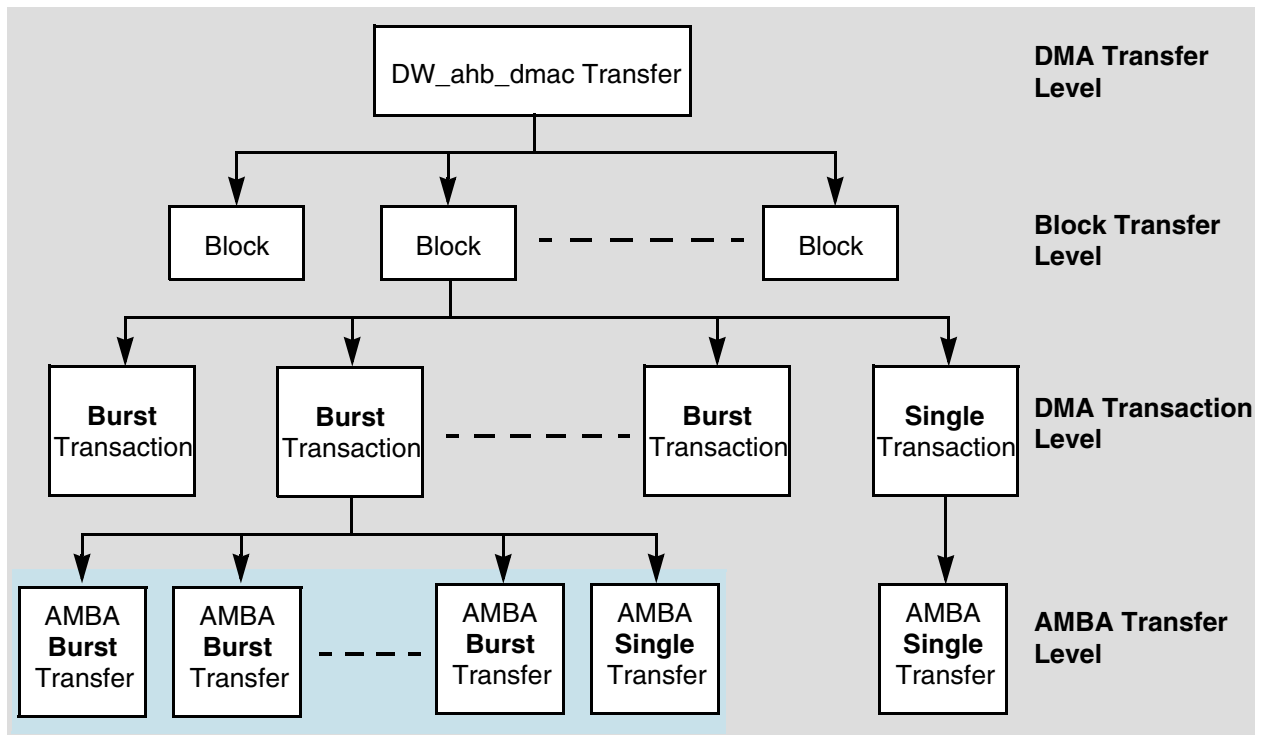 DW_ahb_dmac Transfer
DMA Transfer
Level
Block
Block
Block
Block Transfer
Level
Burst
Transaction
Burst
Transaction
Burst
Transaction
Single
Transaction
DMA Transaction
Level
AMBA
Burst
Transfer
AMBA
Burst
Transfer
AMBA
Burst
Transfer
AMBA
Single
Transfer
AMBA
Single
Transfer
AMBA Transfer
Level